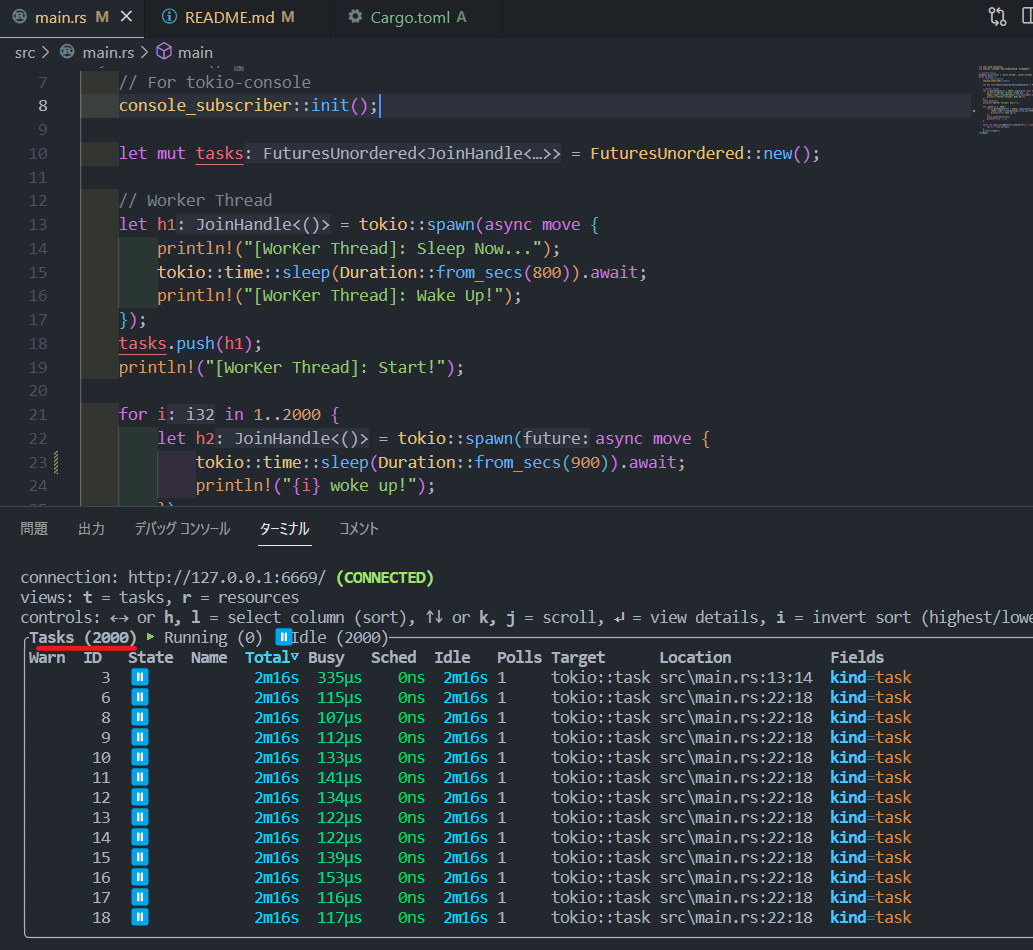 main.rs M × README.md M Cargo.toml A
src > main.rs > main
7 // For tokio-console
8 console_subscriber::init();
9
10 let mut tasks: FuturesUnordered<JoinHandle<…>> = FuturesUnordered::new();
11
12 // Worker Thread
13 let h1: JoinHandle<()> = tokio::spawn(async move {
14 println!("[WorKer Thread]: Sleep Now...");
15 tokio::time::sleep(Duration::from_secs(800)).await;
16 println!("[WorKer Thread]: Wake Up!");
17 });
18 tasks.push(h1);
19 println!("[WorKer Thread]: Start!");
20
21 for i: i32 in 1..2000 {
22 let h2: JoinHandle<()> = tokio::spawn(future: async move {
23 tokio::time::sleep(Duration::from_secs(900)).await;
24 println!("{i} woke up!");
問題 出力 デバッグ コンソール ターミナル コメント
connection: http://127.0.0.1:6669/ (CONNECTED)
views: t = tasks, r = resources
controls: ↔ or h, l = select column (sort), ↑↓ or k, j = scroll, ↵ = view details, i = invert sort (highest/lowe
Tasks (2000) ▶ Running (0) ⏸ Idle (2000)
Warn ID State Name Total▿ Busy Sched Idle Polls Target Location Fields
3 ⏸ 2m16s 335µs 0ns 2m16s 1 tokio::task src\main.rs:13:14 kind=task
6 ⏸ 2m16s 115µs 0ns 2m16s 1 tokio::task src\main.rs:22:18 kind=task
8 ⏸ 2m16s 107µs 0ns 2m16s 1 tokio::task src\main.rs:22:18 kind=task
9 ⏸ 2m16s 112µs 0ns 2m16s 1 tokio::task src\main.rs:22:18 kind=task
10 ⏸ 2m16s 133µs 0ns 2m16s 1 tokio::task src\main.rs:22:18 kind=task
11 ⏸ 2m16s 141µs 0ns 2m16s 1 tokio::task src\main.rs:22:18 kind=task
12 ⏸ 2m16s 134µs 0ns 2m16s 1 tokio::task src\main.rs:22:18 kind=task
13 ⏸ 2m16s 122µs 0ns 2m16s 1 tokio::task src\main.rs:22:18 kind=task
14 ⏸ 2m16s 122µs 0ns 2m16s 1 tokio::task src\main.rs:22:18 kind=task
15 ⏸ 2m16s 139µs 0ns 2m16s 1 tokio::task src\main.rs:22:18 kind=task
16 ⏸ 2m16s 153µs 0ns 2m16s 1 tokio::task src\main.rs:22:18 kind=task
17 ⏸ 2m16s 116µs 0ns 2m16s 1 tokio::task src\main.rs:22:18 kind=task
18 ⏸ 2m16s 117µs 0ns 2m16s 1 tokio::task src\main.rs:22:18 kind=task